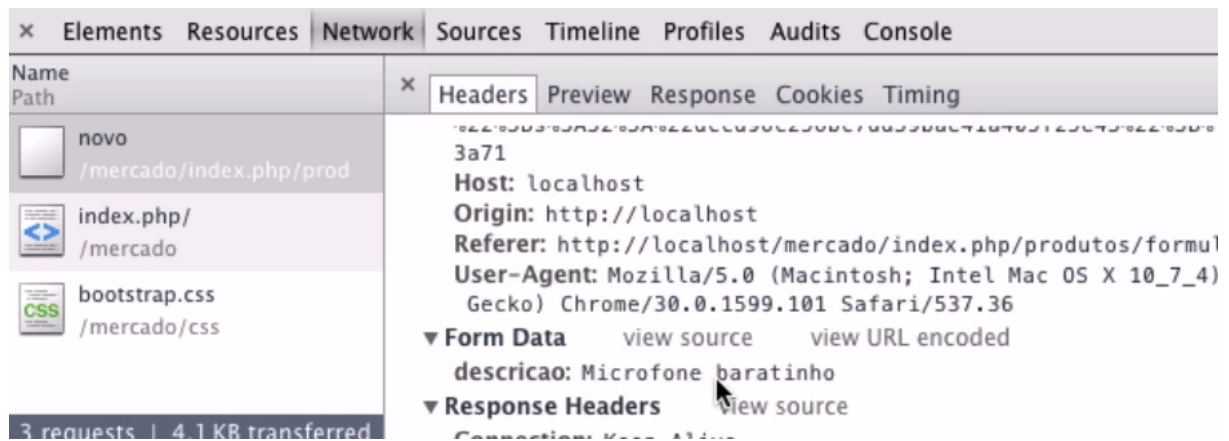 × Elements Resources Network Sources Timeline Profiles Audits Console
Name
Path
novo
/mercado/index.php/prod
index.php/
/mercado
bootstrap.css
/mercado/css
3 requests | 4.1 KB transferred
× Headers Preview Response Cookies Timing
3a71
Host: localhost
Origin: http://localhost
Referer: http://localhost/mercado/index.php/produtos/formul
User-Agent: Mozilla/5.0 (Macintosh; Intel Mac OS X 10_7_4)
Gecko) Chrome/30.0.1599.101 Safari/537.36
▼ Form Data view source view URL encoded
descricao: Microfone baratinho
▼ Response Headers view source
Connection: Keep-Alive